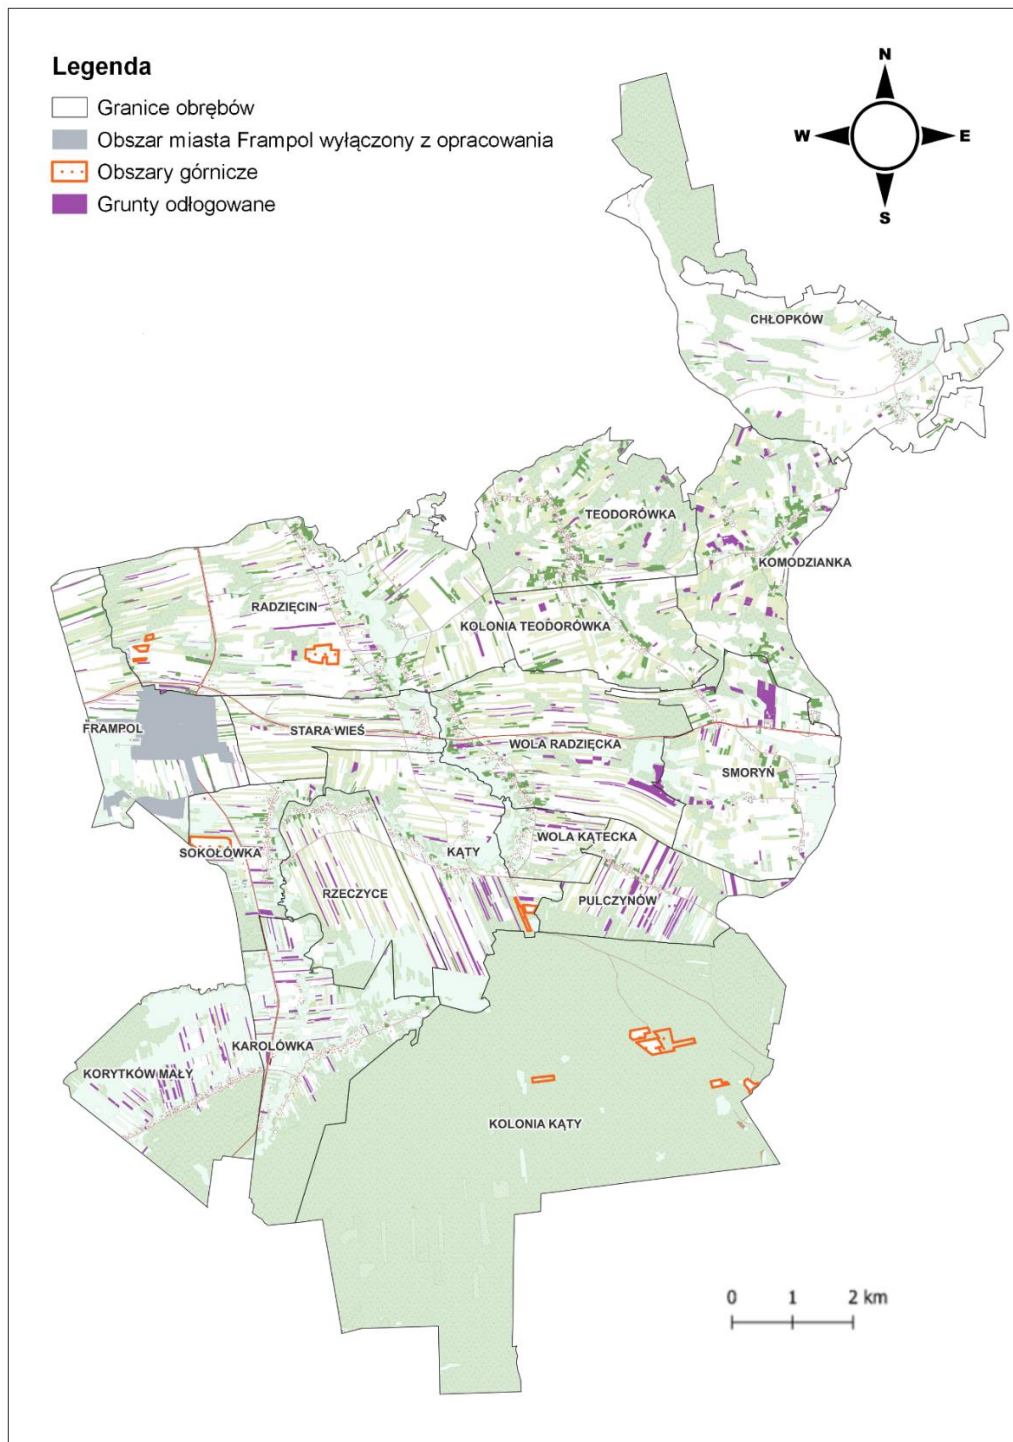 Legenda
Granice obrębów
Obszar miasta Frampol wyłączony z opracowania
Obszary górnicze
Grunty odłogowane
N
W
E
S
CHŁOPKÓW
TEODORÓWKA
KOMODZIANKA
RADZIĘCIN
KOLONIA TEODORÓWKA
FRAMPOL
STARA WIEŚ
WOLA RADZIĘCKA
SMORYŃ
WOLA KĄTECKA
SOKOŁÓWKA
KĄTY
RZECZYCE
PULCZYNÓW
KAROLÓWKA
KORYTKÓW MAŁY
KOLONIA KĄTY
0 1 2 km